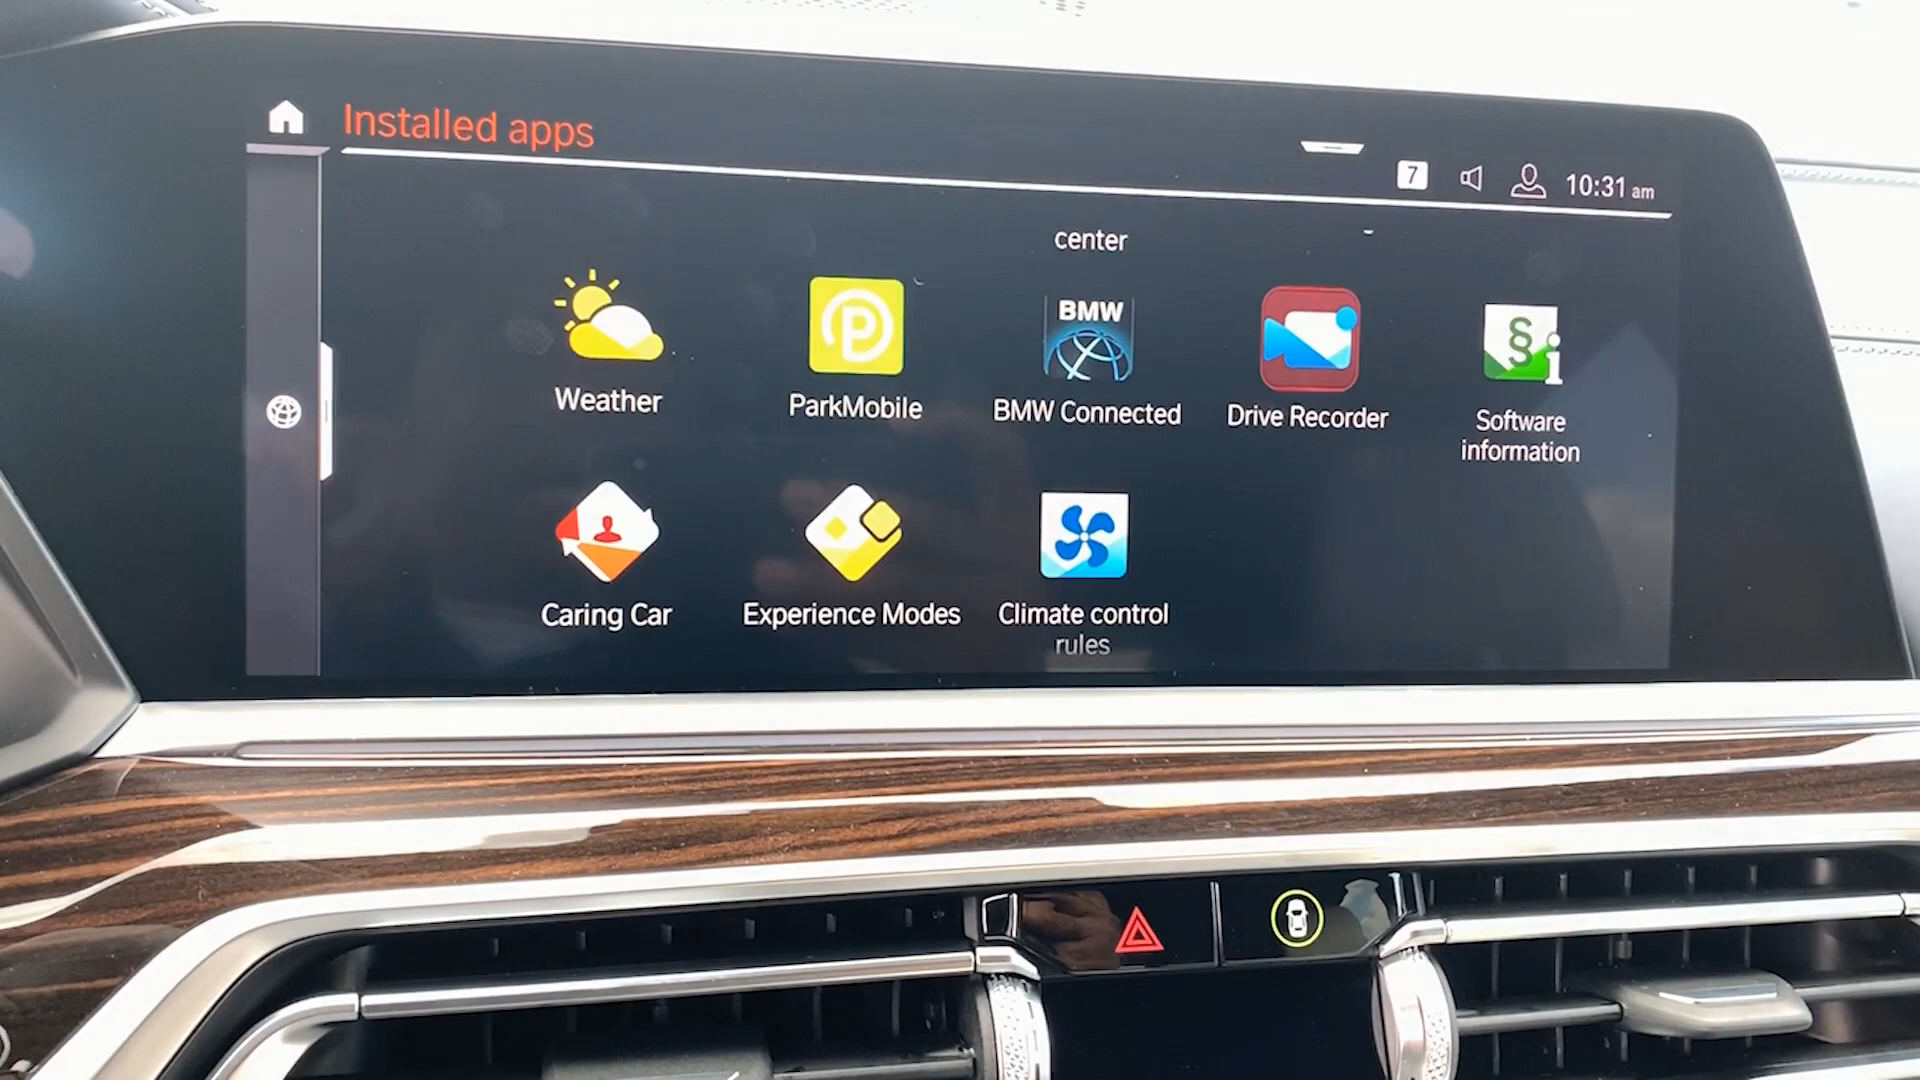 Installed apps
7
10:31 am
center
BMW
Weather
ParkMobile
BMW Connected
Drive Recorder
Software
information
Caring Car
Experience Modes
Climate control
rules